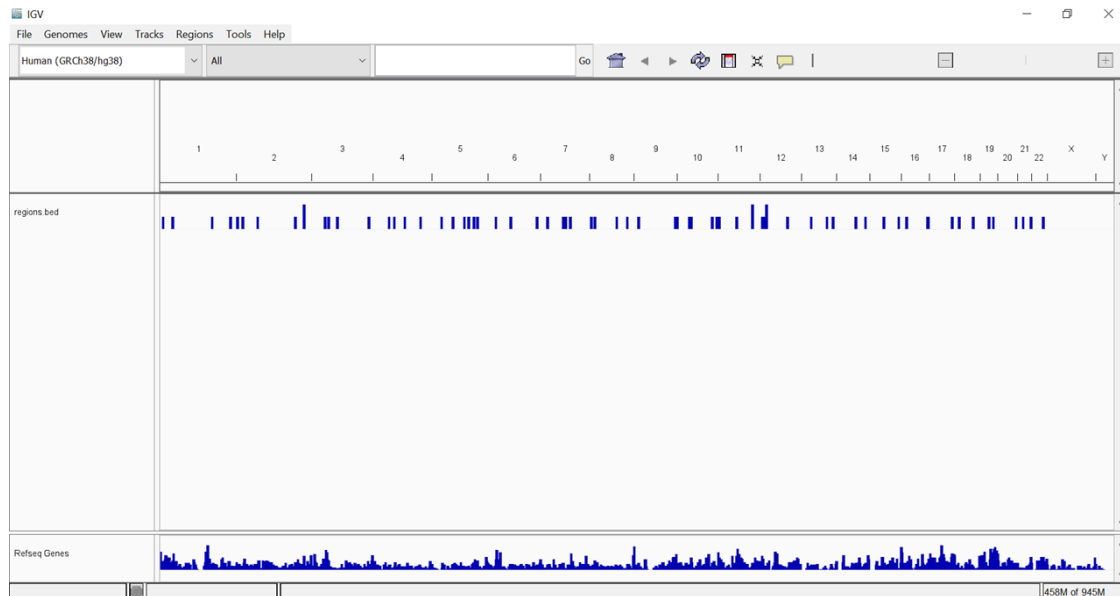 IGV
File Genomes View Tracks Regions Tools Help
Human (GRCh38/hg38) All Go
1 2 3 4 5 6 7 8 9 10 11 12 13 14 15 16 17 18 19 20 21 22 X Y
regions.bed
Refseq Genes
458M of 945M